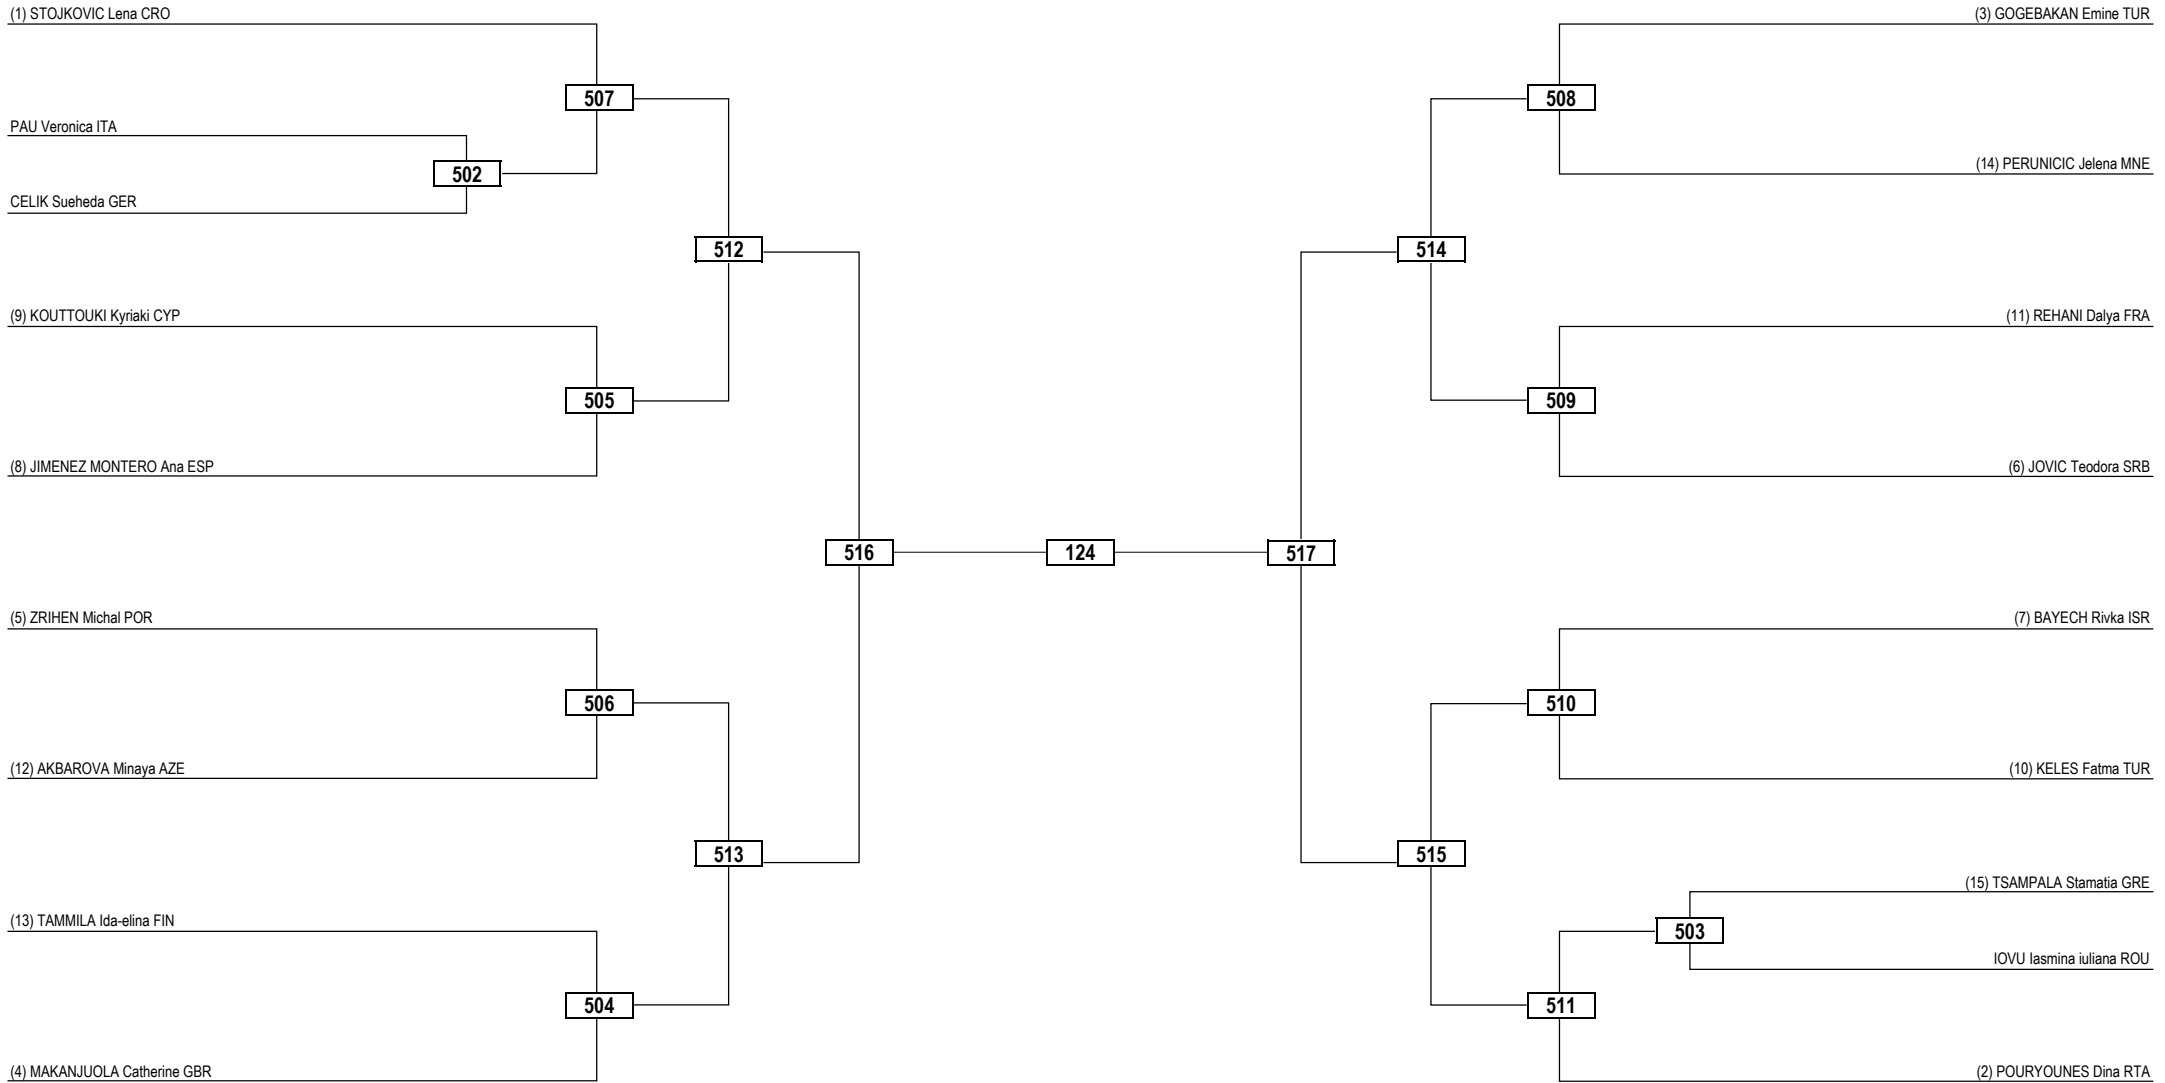 (1) STOJKOVIC Lena CRO
(3) GOGEBAKAN Emine TUR
507
508
PAU Veronica ITA
502
(14) PERUNICIC Jelena MNE
CELIK Sueheda GER
512
514
(9) KOUTTOUKI Kyriaki CYP
(11) REHANI Dalya FRA
505
509
(8) JIMENEZ MONTERO Ana ESP
(6) JOVIC Teodora SRB
516
124
517
(5) ZRIHEN Michal POR
(7) BAYECH Rivka ISR
506
510
(12) AKBAROVA Minaya AZE
(10) KELES Fatma TUR
513
515
(15) TSAMPALA Stamatia GRE
(13) TAMMILA Ida-elina FIN
503
IOVU Iasmina iuliana ROU
504
511
(4) MAKANJUOLA Catherine GBR
(2) POURYOUNES Dina RTA